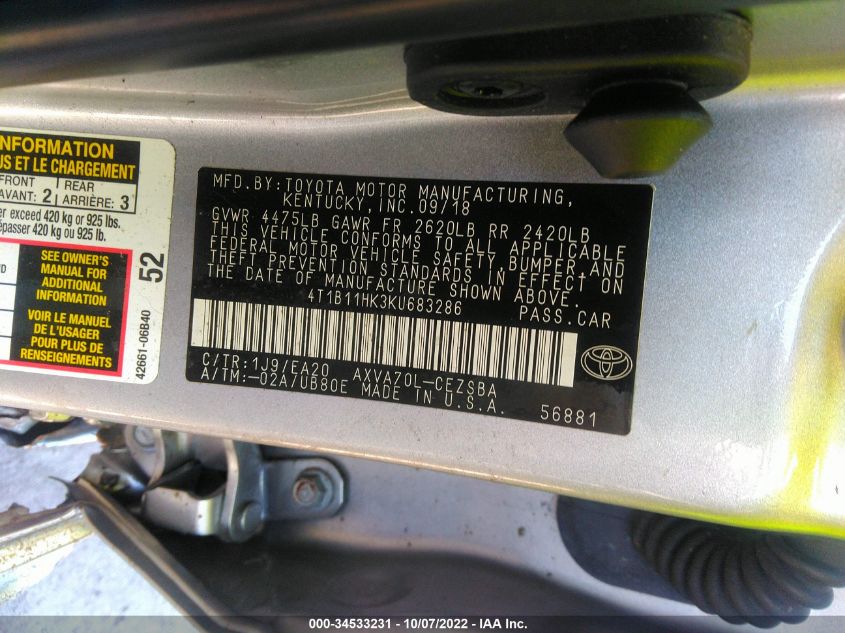 INFORMATION
US ET LE CHARGEMENT
FRONT
AVANT: 2
REAR
ARRIÈRE: 3
er exceed 420 kg or 925 lbs.
épasser 420 kg ou 925 lb.
SEE OWNER'S
MANUAL FOR
ADDITIONAL
INFORMATION
VOIR LE MANUEL
DE L'USAGER
POUR PLUS DE
RENSEIGNEMENTS
52
42661-06B40
MFD. BY: TOYOTA MOTOR MANUFACTURING,
KENTUCKY, INC. 09/18
GVWR 4475LB GAWR FR 2620LB RR 2420LB
THIS VEHICLE CONFORMS TO ALL APPLICABLE
FEDERAL MOTOR VEHICLE SAFETY, BUMPER, AND
THEFT PREVENTION STANDARDS IN EFFECT ON
THE DATE OF MANUFACTURE SHOWN ABOVE.
4T1B11HK3KU683286 PASS.CAR
C/TR:1J9/EA20 AXVA70L-CEZSBA
A/TM:-02A/UB80E MADE IN U.S.A. 56881
000-34533231 - 10/07/2022 - IAA Inc.